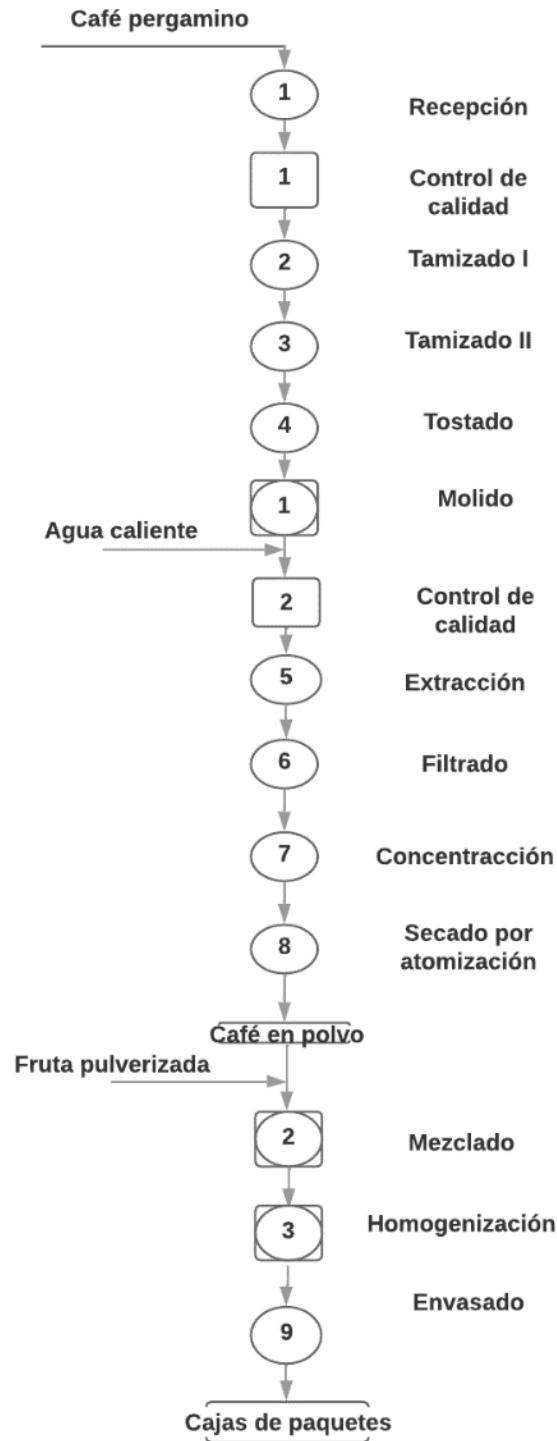 Café pergamino
1
Recepción
1
Control de
calidad
2
Tamizado I
3
Tamizado II
4
Tostado
1
Molido
Agua caliente
2
Control de
calidad
5
Extracción
6
Filtrado
7
Concentracción
8
Secado por
atomización
Café en polvo
Fruta pulverizada
2
Mezclado
3
Homogenización
Envasado
9
Cajas de paquetes